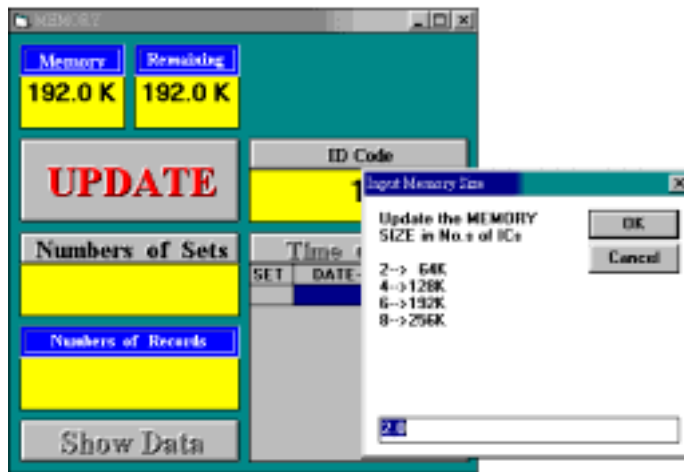 MEMORY
Memory
Remaining
192.0 K
192.0 K
UPDATE
ID Code
1
Numbers of Sets
Time
SET DATE-
Numbers of Records
Show Data
Input Memory Size
Update the MEMORY
SIZE in No.s of ICs
2--> 64K
4-->128K
6-->192K
8-->256K
OK
Cancel
2.0